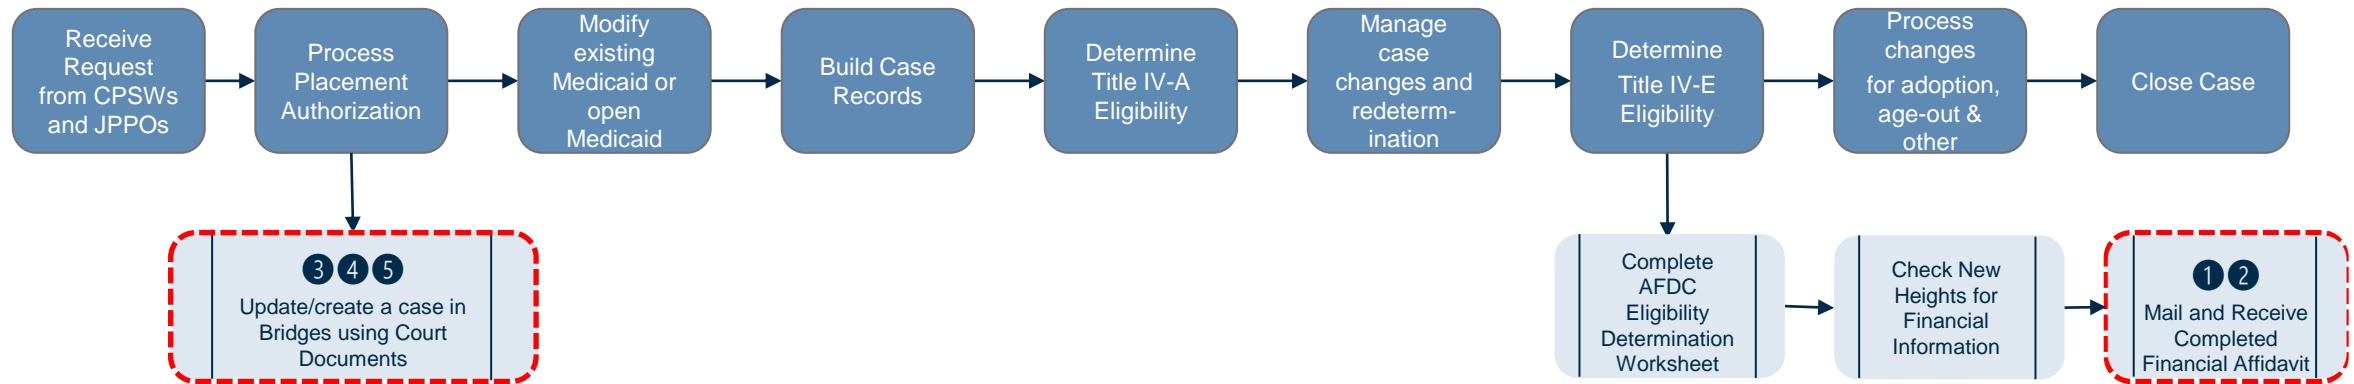 Receive
Request
from CPSWs
and JPPOs
Process
Placement
Authorization
Modify
existing
Medicaid or
open
Medicaid
Build Case
Records
Determine
Title IV-A
Eligibility
Manage
case
changes and
redeterm-
ination
Determine
Title IV-E
Eligibility
Process
changes
for adoption,
age-out &
other
Close Case
3 4 5
Update/create a case in
Bridges using Court
Documents
Complete
AFDC
Eligibility
Determination
Worksheet
Check New
Heights for
Financial
Information
1 2
Mail and Receive
Completed
Financial Affidavit